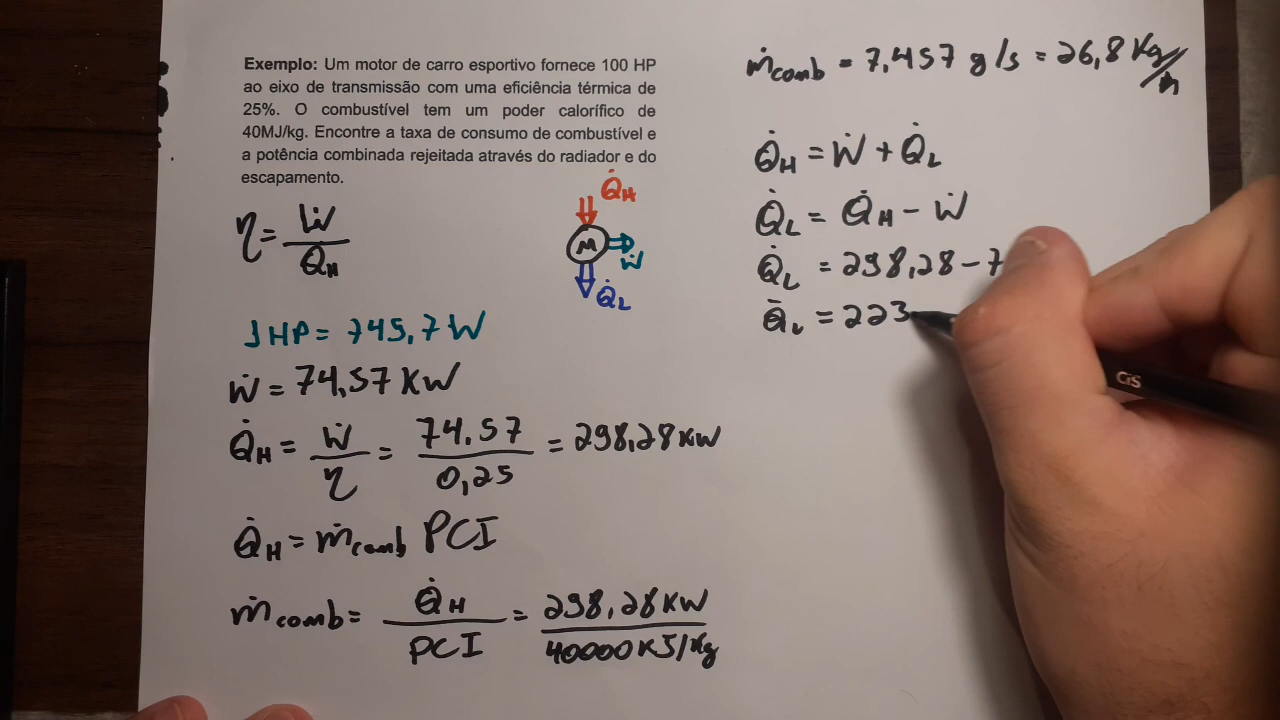 Exemplo: Um motor de carro esportivo fornece 100 HP
ao eixo de transmissão com uma eficiência térmica de
25%. O combustível tem um poder calorífico de
40MJ/kg. Encontre a taxa de consumo de combustível e
a potência combinada rejeitada através do radiador e do
escapamento.
Q̇H
M
Ẇ
Q̇L
η = Ẇ / Q̇H
1HP = 745,7 W
Ẇ = 74,57 KW
Q̇H = Ẇ / η = 74,57 / 0,25 = 298,28 KW
Q̇H = ṁcomb PCI
ṁcomb = Q̇H / PCI = 298,28 KW / 40000 KJ/Kg
ṁcomb = 7,457 g/s = 26,8 Kg/h
Q̇H = Ẇ + Q̇L
Q̇L = Q̇H − Ẇ
Q̇L = 298,28 − 7
Q̇L = 223
CiS